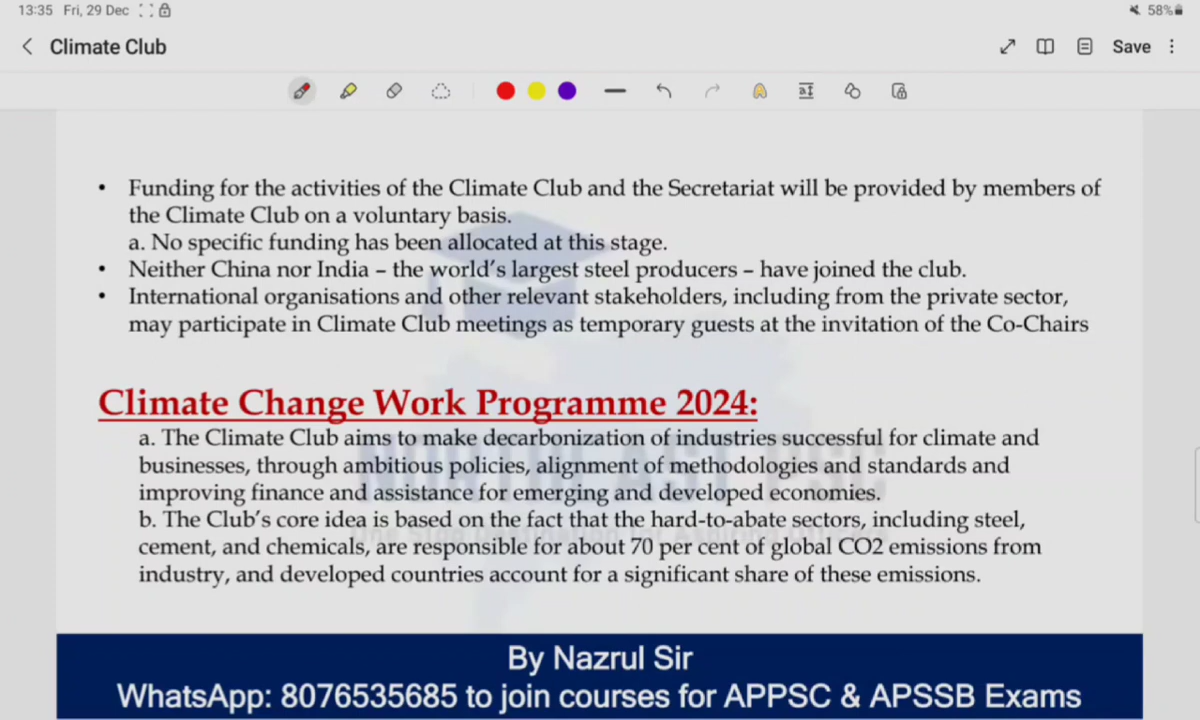 13:35 Fri, 29 Dec
58%
Climate Club
Save
• Funding for the activities of the Climate Club and the Secretariat will be provided by members of
the Climate Club on a voluntary basis.
a. No specific funding has been allocated at this stage.
• Neither China nor India – the world's largest steel producers – have joined the club.
• International organisations and other relevant stakeholders, including from the private sector,
may participate in Climate Club meetings as temporary guests at the invitation of the Co-Chairs
Climate Change Work Programme 2024:
a. The Climate Club aims to make decarbonization of industries successful for climate and
businesses, through ambitious policies, alignment of methodologies and standards and
improving finance and assistance for emerging and developed economies.
b. The Club's core idea is based on the fact that the hard-to-abate sectors, including steel,
cement, and chemicals, are responsible for about 70 per cent of global CO2 emissions from
industry, and developed countries account for a significant share of these emissions.
By Nazrul Sir
WhatsApp: 8076535685 to join courses for APPSC & APSSB Exams